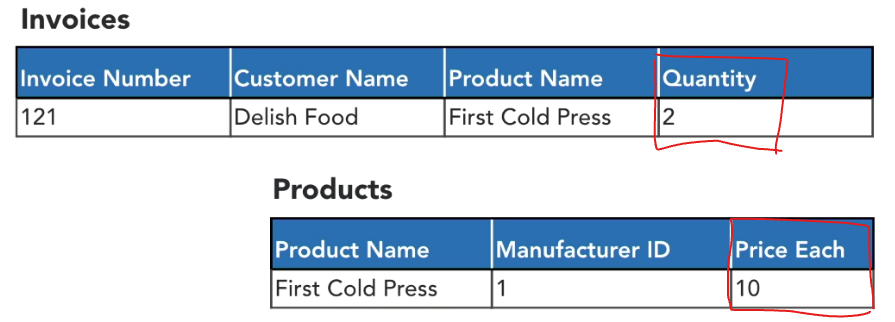 Invoices
Invoice Number Customer Name Product Name Quantity
121 Delish Food First Cold Press 2
Products
Product Name Manufacturer ID Price Each
First Cold Press 1 10